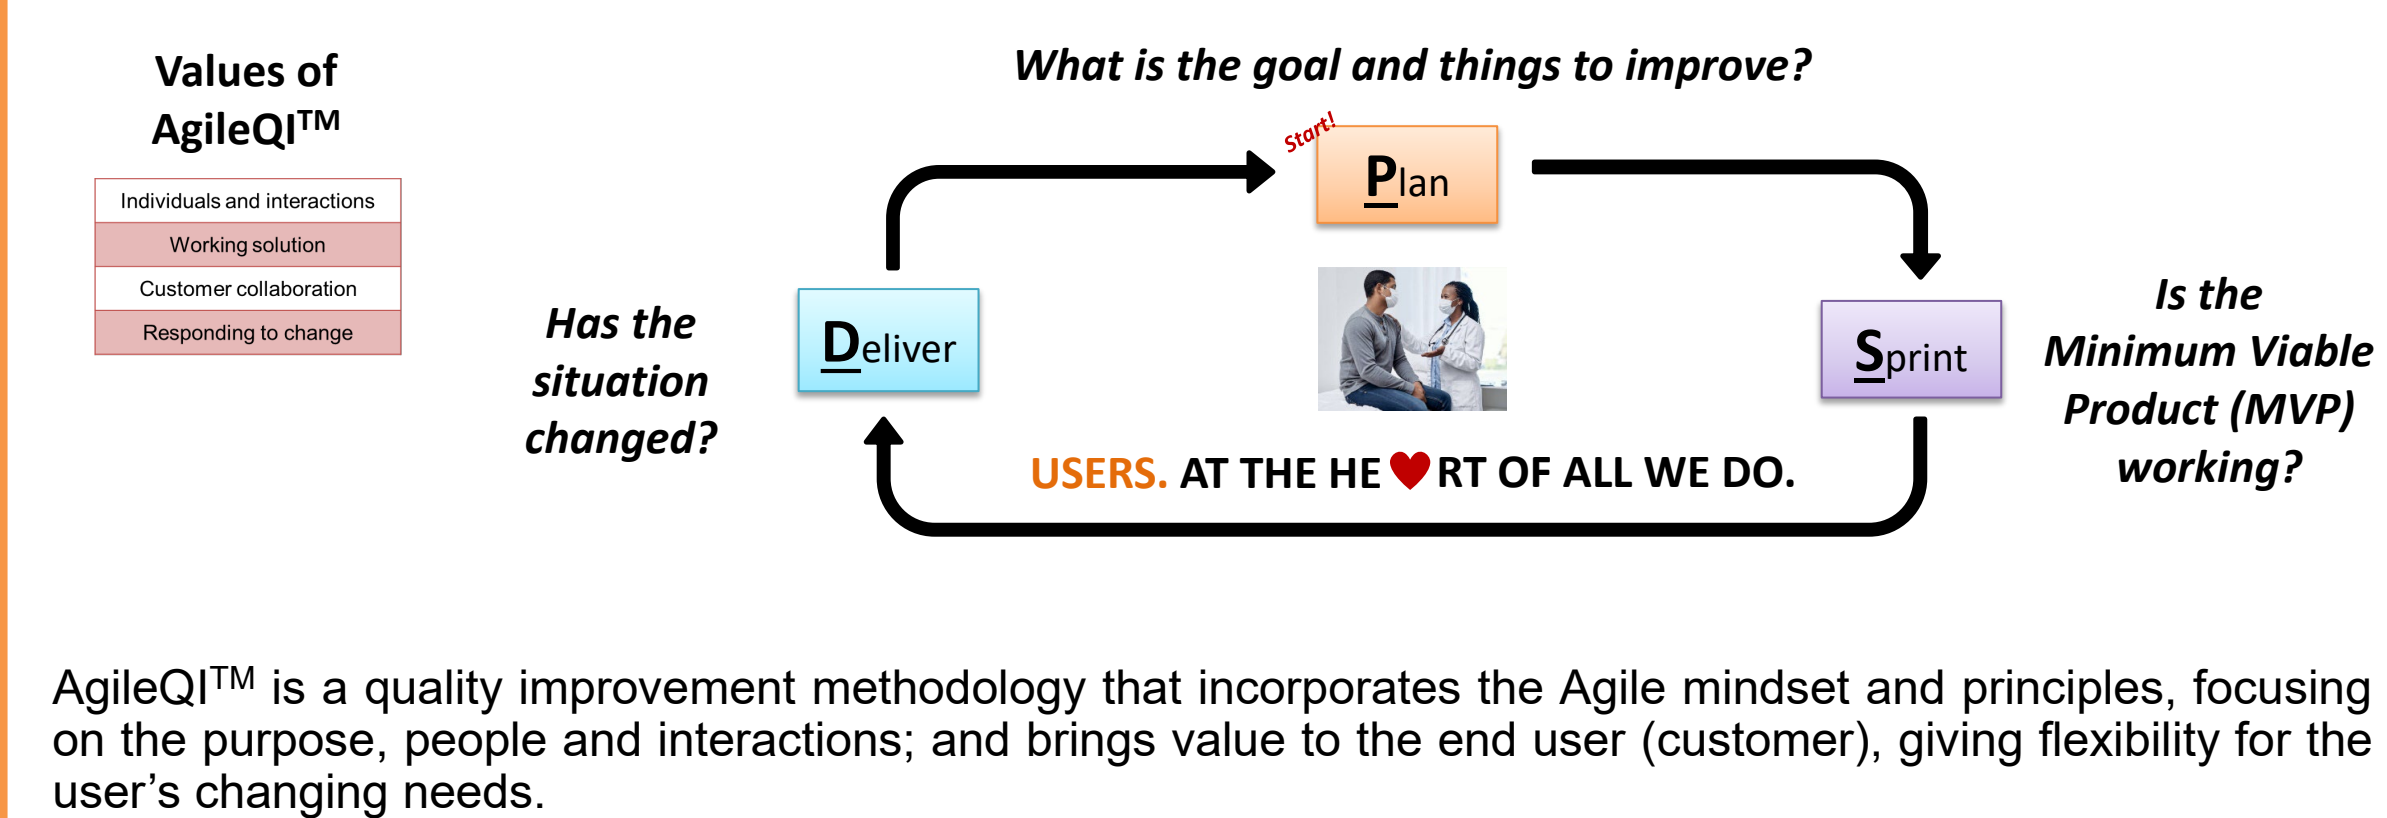 Values of
AgileQI™
Individuals and interactions
Working solution
Customer collaboration
Responding to change
What is the goal and things to improve?
Start!
Plan
Has the
situation
changed?
Deliver
Sprint
Is the
Minimum Viable
Product (MVP)
working?
USERS. AT THE HE❤RT OF ALL WE DO.
AgileQI™ is a quality improvement methodology that incorporates the Agile mindset and principles, focusing
on the purpose, people and interactions; and brings value to the end user (customer), giving flexibility for the
user’s changing needs.